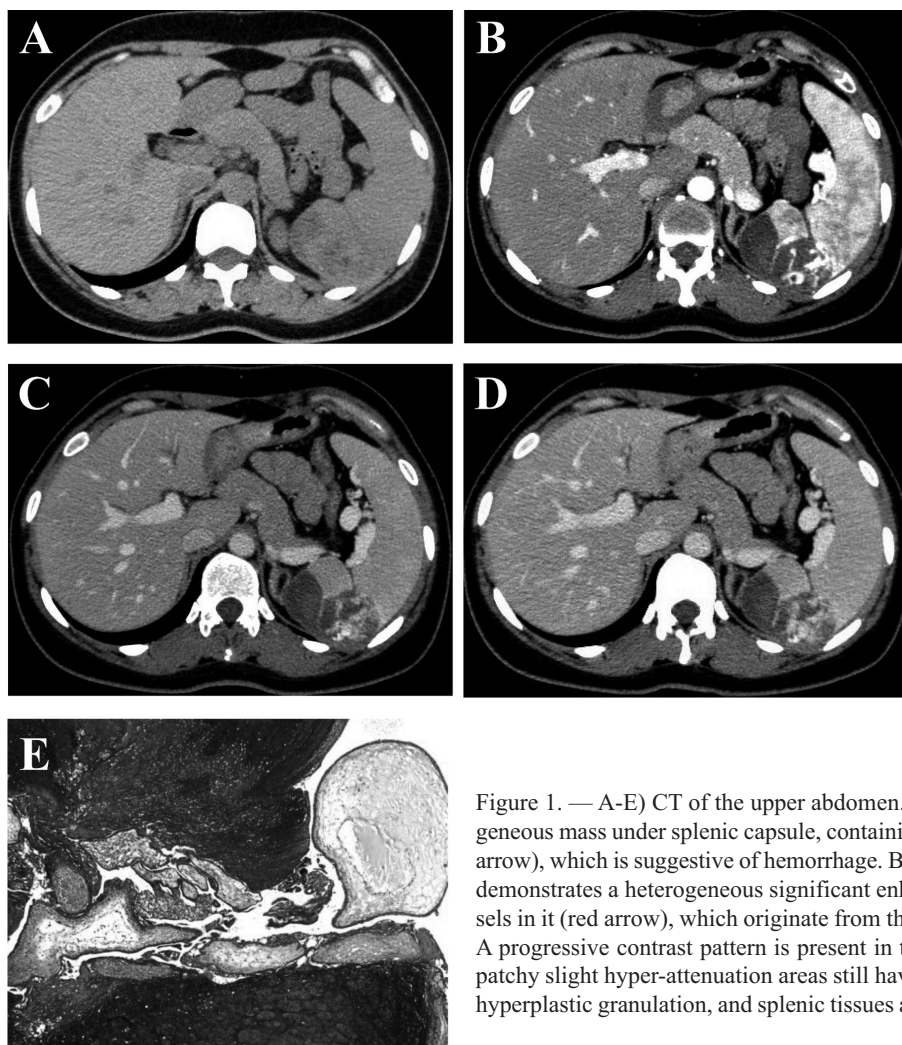 A
B
C
D
E
Figure 1. — A-E) CT of the upper abdomen.
geneous mass under splenic capsule, containi
arrow), which is suggestive of hemorrhage. B
demonstrates a heterogeneous significant enl
sels in it (red arrow), which originate from th
A progressive contrast pattern is present in t
patchy slight hyper-attenuation areas still hav
hyperplastic granulation, and splenic tissues a